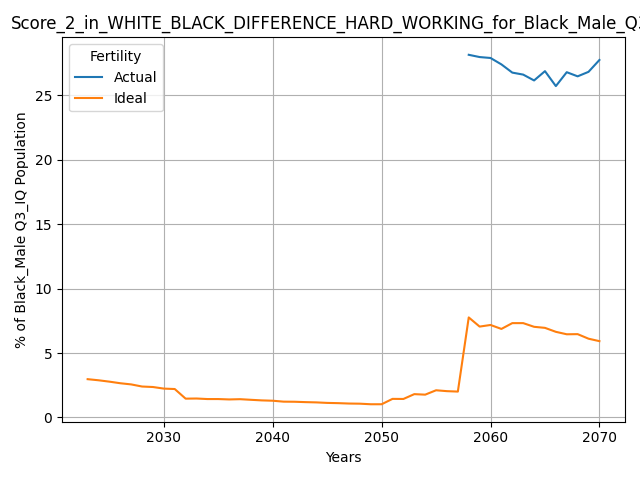 Score_2_in_WHITE_BLACK_DIFFERENCE_HARD_WORKING_for_Black_Male_Q3
Fertility
Actual
Ideal
% of Black_Male Q3_IQ Population
25
20
15
10
5
0
2030 2040 2050 2060 2070
Years